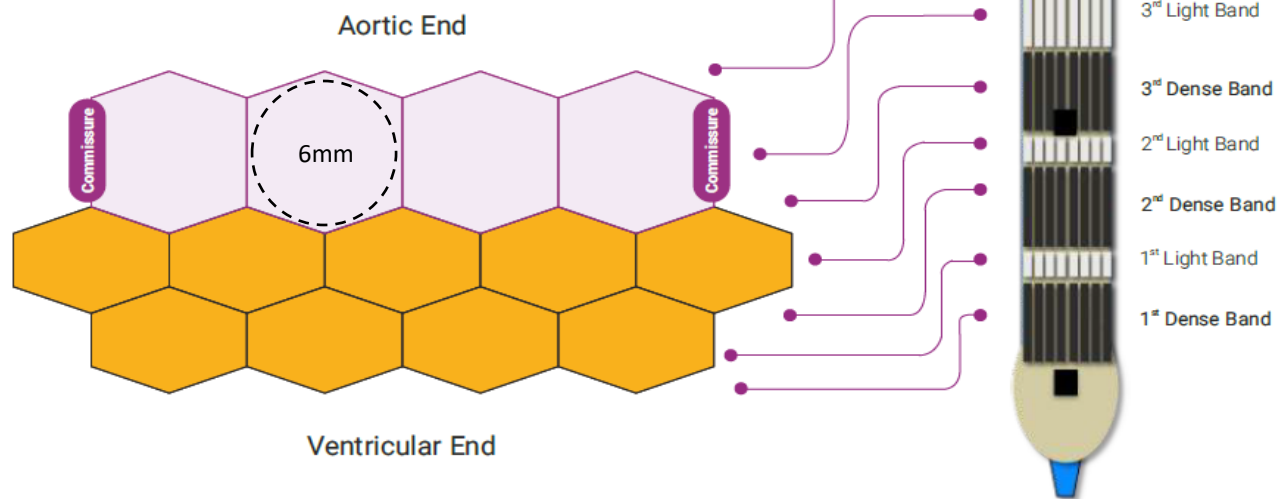 Aortic End
Commissure
6mm
Commissure
Ventricular End
3rd Light Band
3rd Dense Band
2nd Light Band
2nd Dense Band
1st Light Band
1st Dense Band